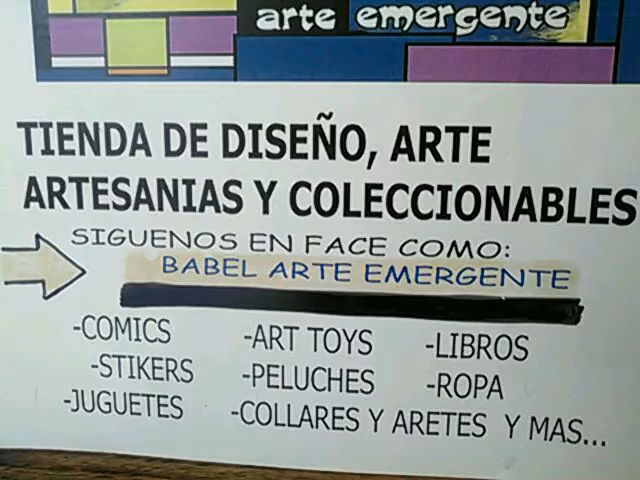 arte emergente
TIENDA DE DISEÑO, ARTE
ARTESANIAS Y COLECCIONABLES
SIGUENOS EN FACE COMO:
BABEL ARTE EMERGENTE
-COMICS -ART TOYS -LIBROS
-STIKERS -PELUCHES -ROPA
-JUGUETES -COLLARES Y ARETES Y MAS...